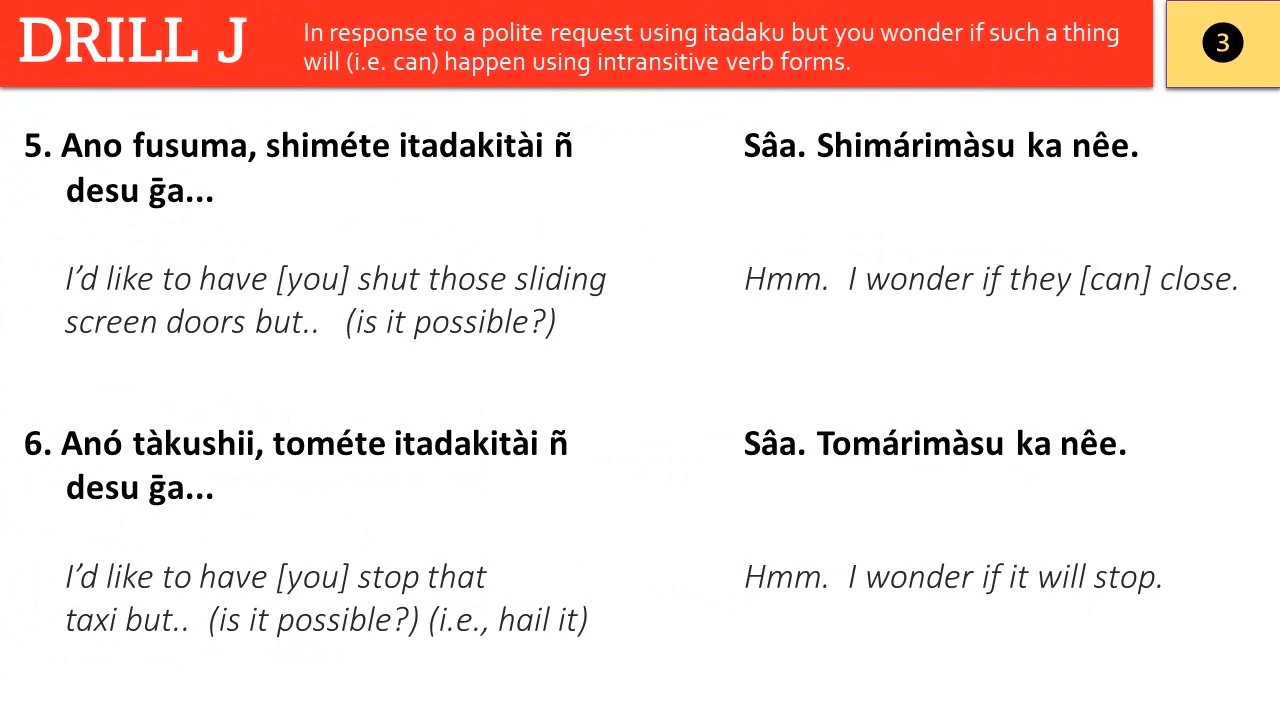 DRILL J
In response to a polite request using itadaku but you wonder if such a thing
will (i.e. can) happen using intransitive verb forms.
3
5. Ano fusuma, shiméte itadakitài ñ
desu ḡa...
Sâa. Shimárimàsu ka nêe.
I’d like to have [you] shut those sliding
screen doors but.. (is it possible?)
Hmm. I wonder if they [can] close.
6. Anó tàkushii, tométe itadakitài ñ
desu ḡa...
Sâa. Tomárimàsu ka nêe.
I’d like to have [you] stop that
taxi but.. (is it possible?) (i.e., hail it)
Hmm. I wonder if it will stop.